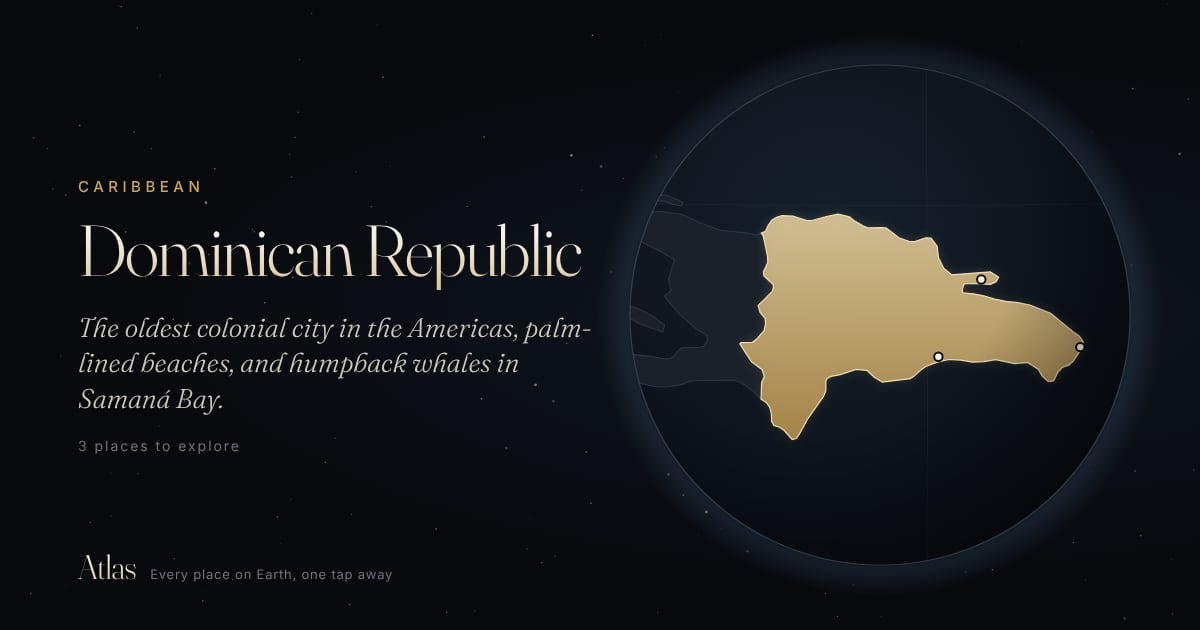 CARIBBEAN
Dominican Republic
The oldest colonial city in the Americas, palm-
lined beaches, and humpback whales in
Samaná Bay.
3 places to explore
Atlas Every place on Earth, one tap away